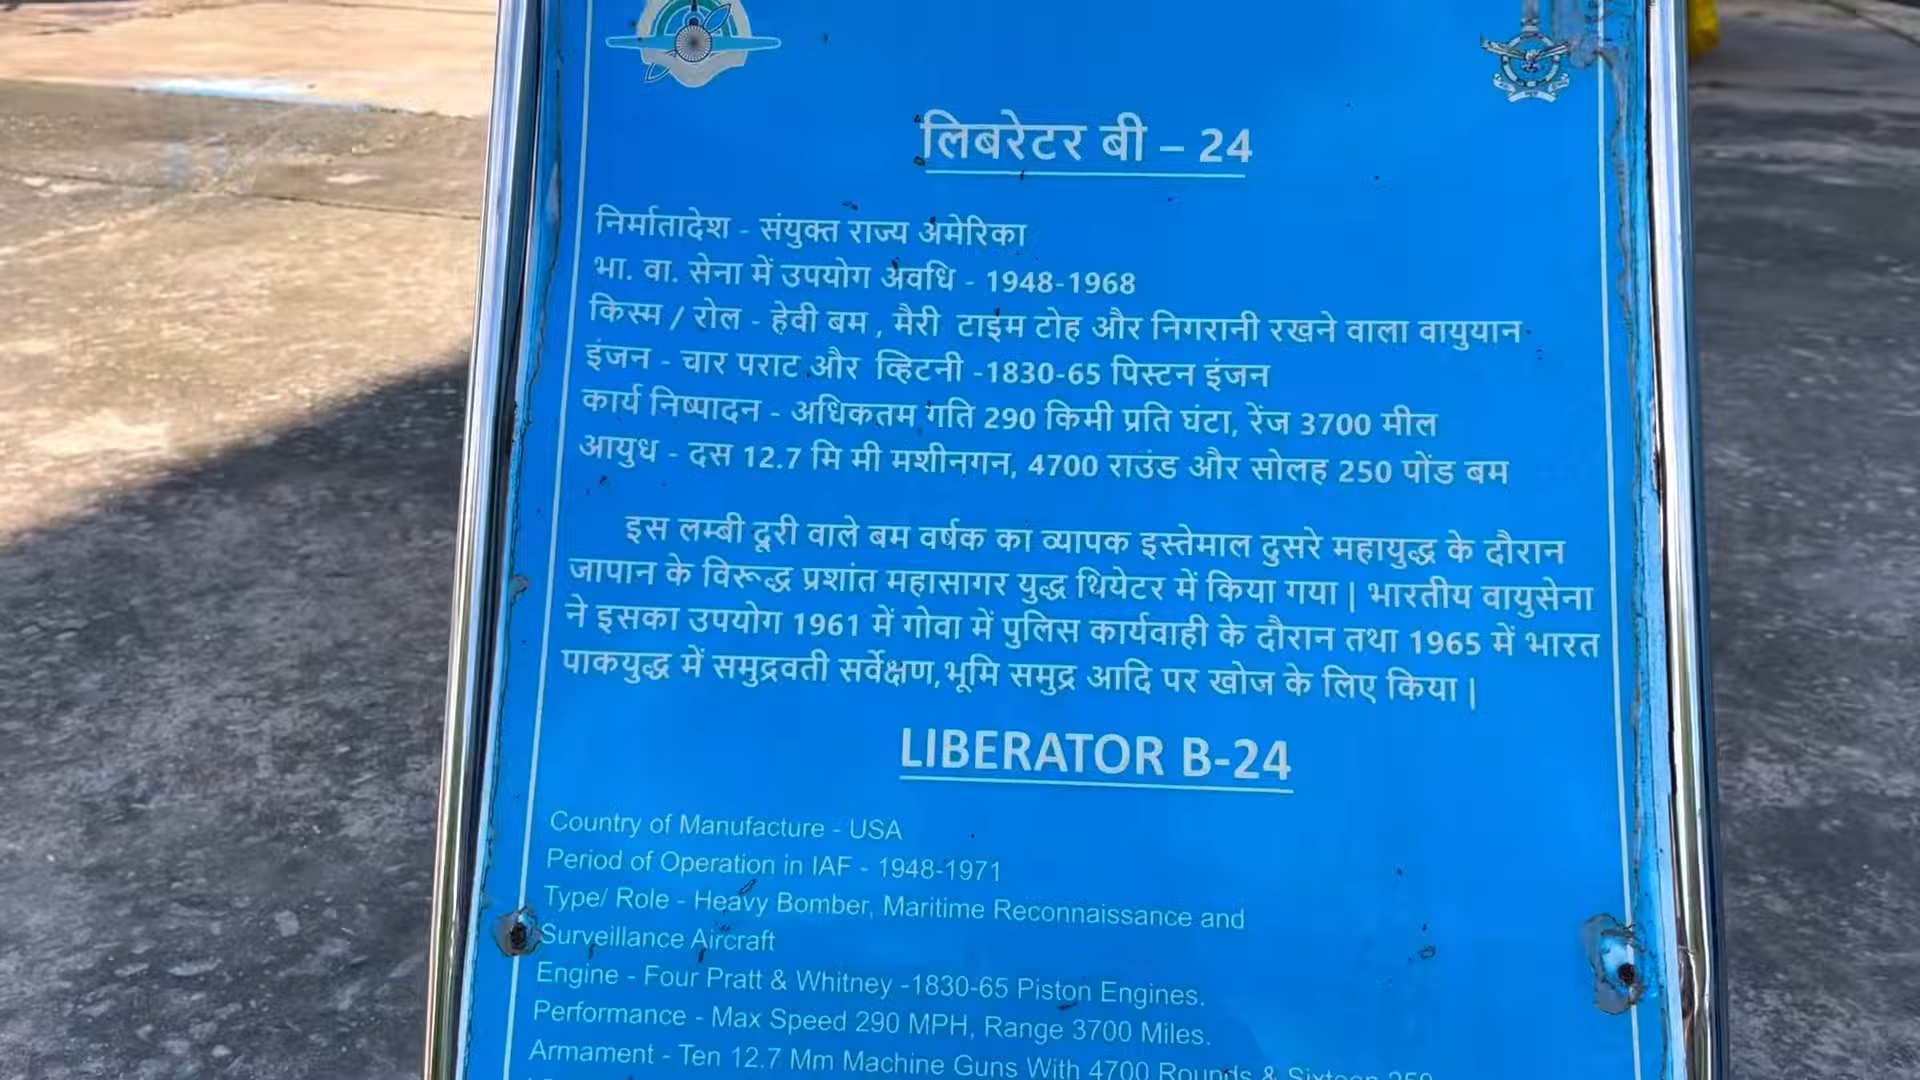 लिबरेटर बी – 24
निर्मातादेश - संयुक्त राज्य अमेरिका
भा. वा. सेना में उपयोग अवधि - 1948-1968
किस्म / रोल - हेवी बम , मैरी टाईम टोह और निगरानी रखने वाला वायुयान
इंजन - चार पराट और व्हिटनी -1830-65 पिस्टन इंजन
कार्य निष्पादन - अधिकतम गति 290 किमी प्रति घंटा, रेंज 3700 मील
आयुध - दस 12.7 मि मी मशीनगन, 4700 राउंड और सोलह 250 पोंड बम
इस लम्बी दूरी वाले बम वर्षक का व्यापक इस्तेमाल दुसरे महायुद्ध के दौरान
जापान के विरूद्ध प्रशांत महासागर युद्ध थियेटर में किया गया | भारतीय वायुसेना
ने इसका उपयोग 1961 में गोवा में पुलिस कार्यवाही के दौरान तथा 1965 में भारत
पाकयुद्ध में समुद्रवती सर्वेक्षण,भूमि समुद्र आदि पर खोज के लिए किया |
LIBERATOR B-24
Country of Manufacture - USA
Period of Operation in IAF - 1948-1971
Type/ Role - Heavy Bomber, Maritime Reconnaissance and
Surveillance Aircraft
Engine - Four Pratt & Whitney -1830-65 Piston Engines.
Performance - Max Speed 290 MPH, Range 3700 Miles.
Armament - Ten 12.7 Mm Machine Guns With 4700 Rounds & Sixteen 250